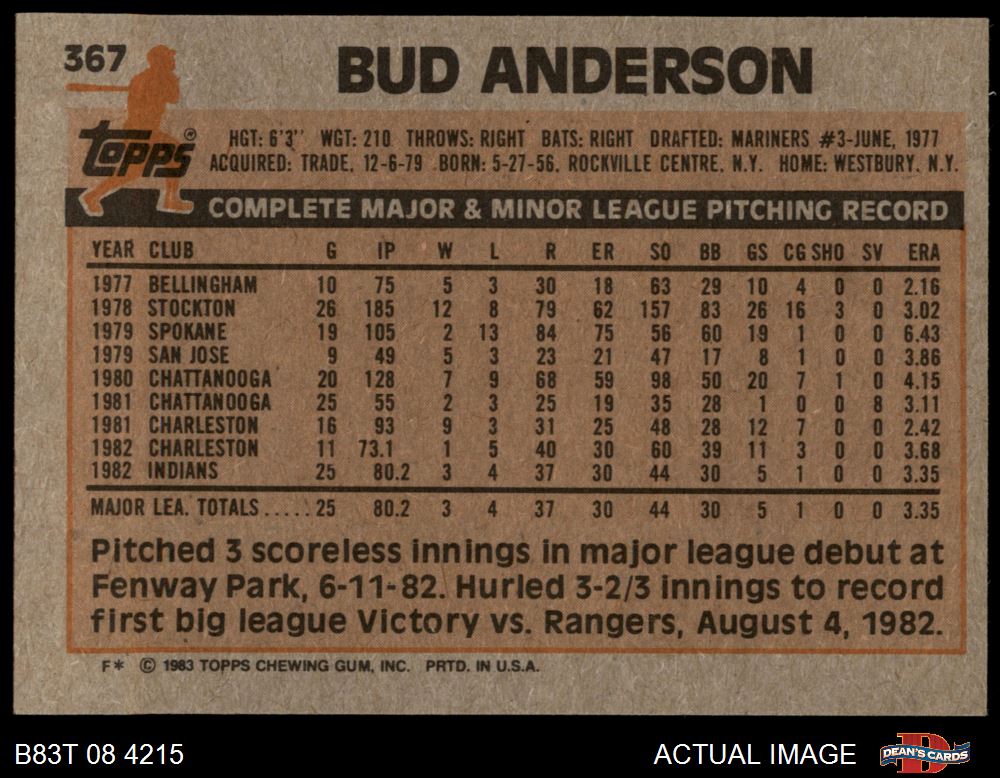 367
BUD ANDERSON
topps®
HGT: 6'3" WGT: 210 THROWS: RIGHT BATS: RIGHT DRAFTED: MARINERS #3-JUNE, 1977
ACQUIRED: TRADE, 12-6-79 BORN: 5-27-56, ROCKVILLE CENTRE, N.Y. HOME: WESTBURY, N.Y.
COMPLETE MAJOR & MINOR LEAGUE PITCHING RECORD
YEAR CLUB G IP W L R ER SO BB GS CG SHO SV ERA
1977 BELLINGHAM 10 75 5 3 30 18 63 29 10 4 0 0 2.16
1978 STOCKTON 26 185 12 8 79 62 157 83 26 16 3 0 3.02
1979 SPOKANE 19 105 2 13 84 75 56 60 19 1 0 0 6.43
1979 SAN JOSE 9 49 5 3 23 21 47 17 8 1 0 0 3.86
1980 CHATTANOOGA 20 128 7 9 68 59 98 50 20 7 1 0 4.15
1981 CHATTANOOGA 25 55 2 3 25 19 35 28 1 0 0 8 3.11
1981 CHARLESTON 16 93 9 3 31 25 48 28 12 7 0 0 2.42
1982 CHARLESTON 11 73.1 1 5 40 30 60 39 11 3 0 0 3.68
1982 INDIANS 25 80.2 3 4 37 30 44 30 5 1 0 0 3.35
MAJOR LEA. TOTALS.....25 80.2 3 4 37 30 44 30 5 1 0 0 3.35
Pitched 3 scoreless innings in major league debut at
Fenway Park, 6-11-82. Hurled 3-2/3 innings to record
first big league Victory vs. Rangers, August 4, 1982.
F* © 1983 TOPPS CHEWING GUM, INC. PRTD. IN U.S.A.
B83T 08 4215
ACTUAL IMAGE
DEAN'S CARDS